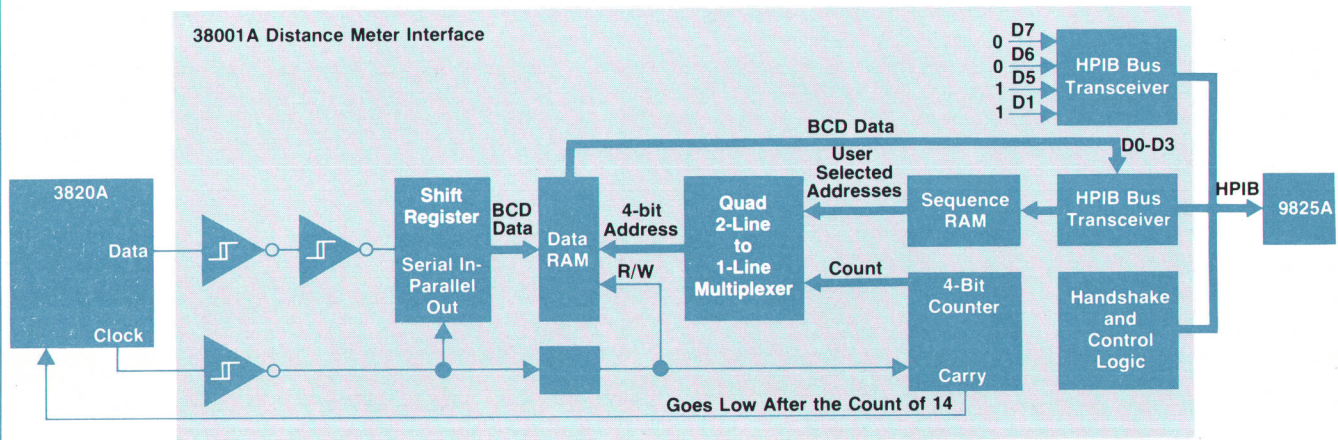 38001A Distance Meter Interface
0 D7
0 D6
1 D5
1 D1
HPIB Bus
Transceiver
BCD Data
D0-D3
3820A
Data
Clock
Shift
Register
Serial In-
Parallel
Out
BCD
Data
Data
RAM
4-bit
Address
R/W
Quad
2-Line
to
1-Line
Multiplexer
User
Selected
Addresses
Sequence
RAM
HPIB Bus
Transceiver
HPIB
9825A
Count
4-Bit
Counter
Carry
Handshake
and
Control
Logic
Goes Low After the Count of 14